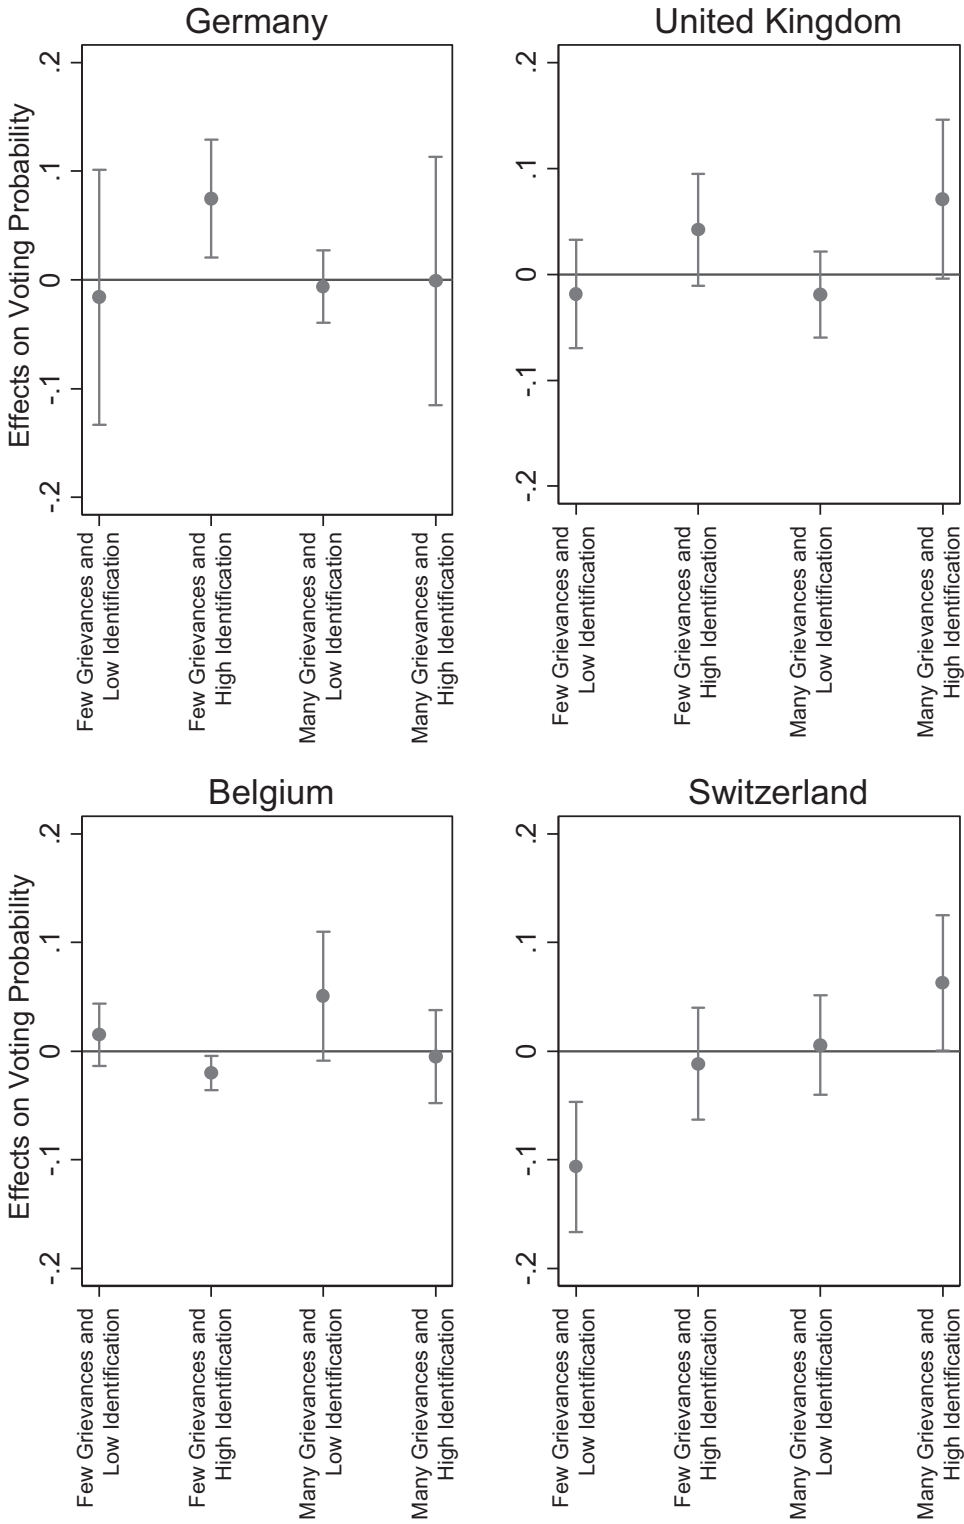 Germany
Effects on Voting Probability
.2
.1
0
-.1
-.2
Few Grievances and
Low Identification
Few Grievances and
High Identification
Many Grievances and
Low Identification
Many Grievances and
High Identification
United Kingdom
.2
.1
0
-.1
-.2
Few Grievances and
Low Identification
Few Grievances and
High Identification
Many Grievances and
Low Identification
Many Grievances and
High Identification
Belgium
Effects on Voting Probability
.2
.1
0
-.1
-.2
Few Grievances and
Low Identification
Few Grievances and
High Identification
Many Grievances and
Low Identification
Many Grievances and
High Identification
Switzerland
.2
.1
0
-.1
-.2
Few Grievances and
Low Identification
Few Grievances and
High Identification
Many Grievances and
Low Identification
Many Grievances and
High Identification